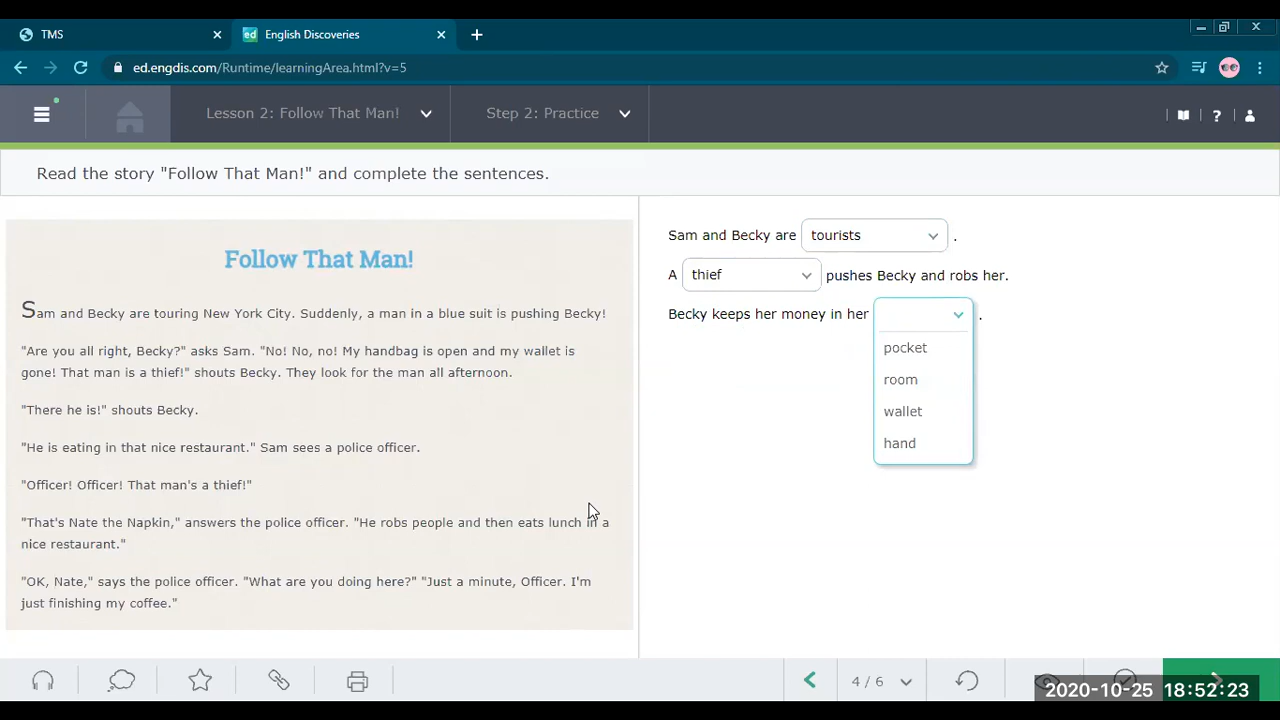 TMS
ed English Discoveries
ed.engdis.com/Runtime/learningArea.html?v=5
Lesson 2: Follow That Man!
Step 2: Practice
?
Read the story "Follow That Man!" and complete the sentences.
Follow That Man!
Sam and Becky are touring New York City. Suddenly, a man in a blue suit is pushing Becky!
"Are you all right, Becky?" asks Sam. "No! No, no! My handbag is open and my wallet is
gone! That man is a thief!" shouts Becky. They look for the man all afternoon.
"There he is!" shouts Becky.
"He is eating in that nice restaurant." Sam sees a police officer.
"Officer! Officer! That man's a thief!"
"That's Nate the Napkin," answers the police officer. "He robs people and then eats lunch in a
nice restaurant."
"OK, Nate," says the police officer. "What are you doing here?" "Just a minute, Officer. I'm
just finishing my coffee."
Sam and Becky are tourists .
A thief pushes Becky and robs her.
Becky keeps her money in her .
pocket
room
wallet
hand
4 / 6
2020-10-25 18:52:23